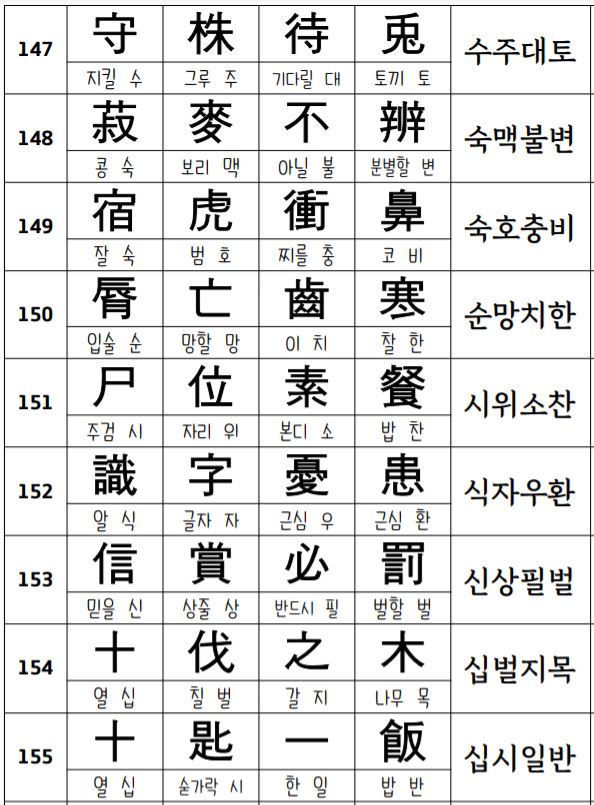 147 守 株 待 兎 수주대토
지킬 수 그루 주 기다릴 대 토끼 토
148 菽 麥 不 辨 숙맥불변
콩 숙 보리 맥 아닐 불 분별할 변
149 宿 虎 衝 鼻 숙호충비
잘 숙 범 호 찌를 충 코 비
150 脣 亡 齒 寒 순망치한
입술 순 망할 망 이 치 찰 한
151 尸 位 素 餐 시위소찬
주검 시 자리 위 본디 소 밥 찬
152 識 字 憂 患 식자우환
알 식 글자 자 근심 우 근심 환
153 信 賞 必 罰 신상필벌
믿을 신 상줄 상 반드시 필 벌할 벌
154 十 伐 之 木 십벌지목
열 십 칠 벌 갈 지 나무 목
155 十 匙 一 飯 십시일반
열 십 숟가락 시 한 일 밥 반